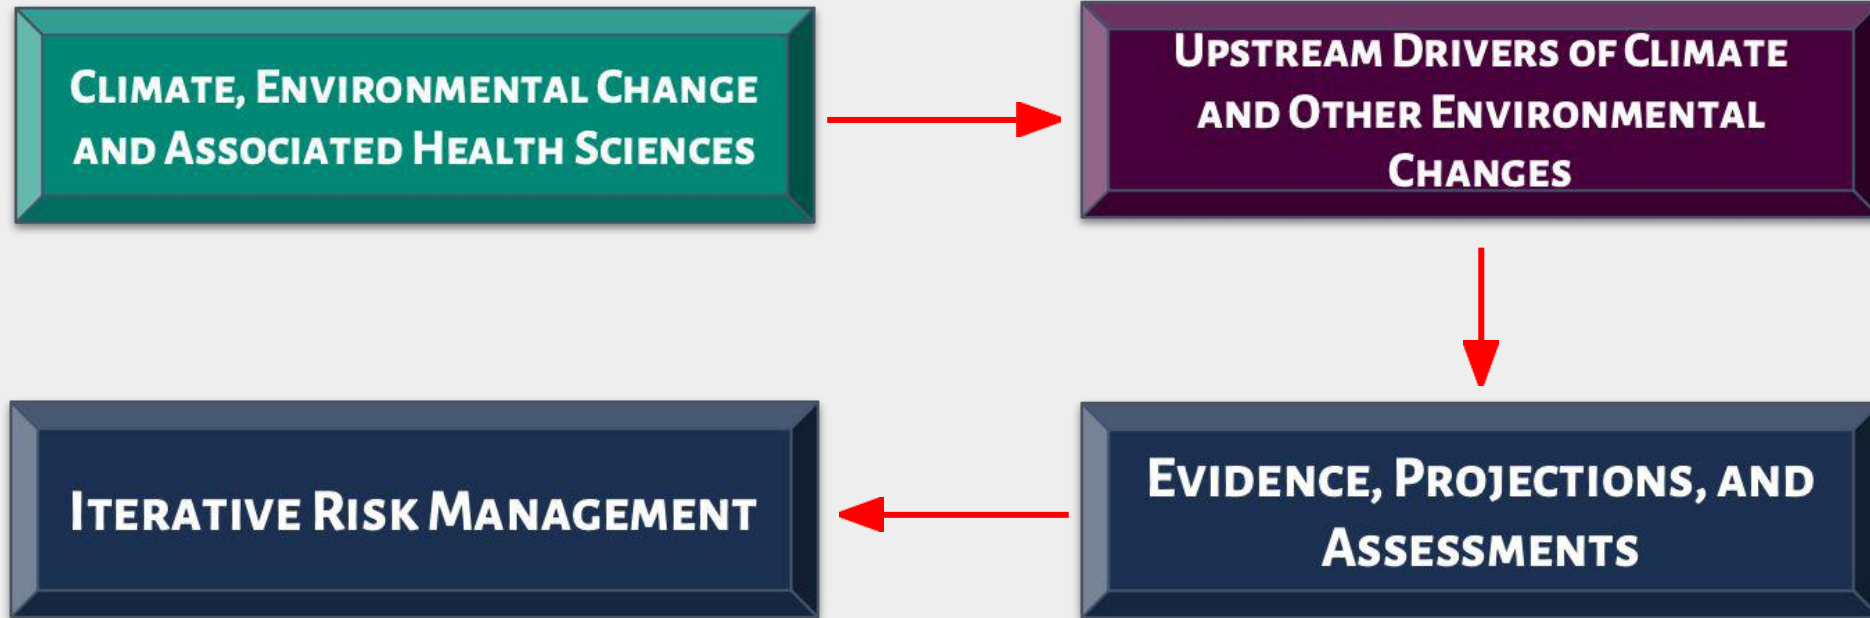 Climate, Environmental Change
and Associated Health Sciences
Upstream Drivers of Climate
and Other Environmental
Changes
Iterative Risk Management
Evidence, Projections, and
Assessments